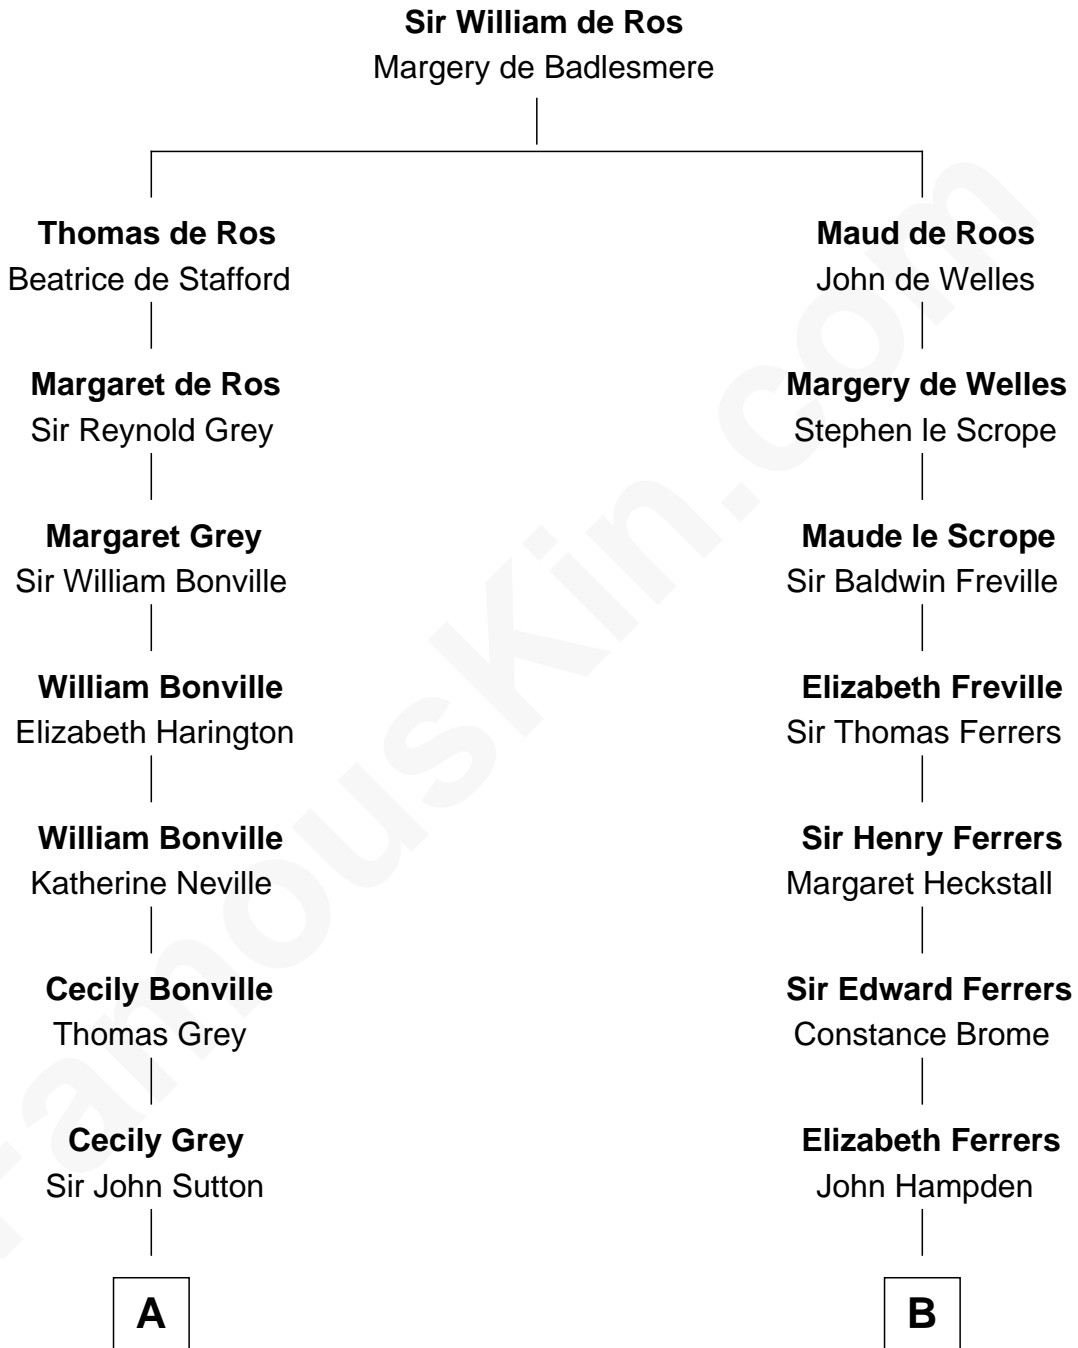 Sir William de Ros
Margery de Badlesmere
Thomas de Ros
Beatrice de Stafford
Margaret de Ros
Sir Reynold Grey
Margaret Grey
Sir William Bonville
William Bonville
Elizabeth Harington
William Bonville
Katherine Neville
Cecily Bonville
Thomas Grey
Cecily Grey
Sir John Sutton
A
Maud de Roos
John de Welles
Margery de Welles
Stephen le Scrope
Maude le Scrope
Sir Baldwin Freville
Elizabeth Freville
Sir Thomas Ferrers
Sir Henry Ferrers
Margaret Heckstall
Sir Edward Ferrers
Constance Brome
Elizabeth Ferrers
John Hampden
B
FamousKin.com